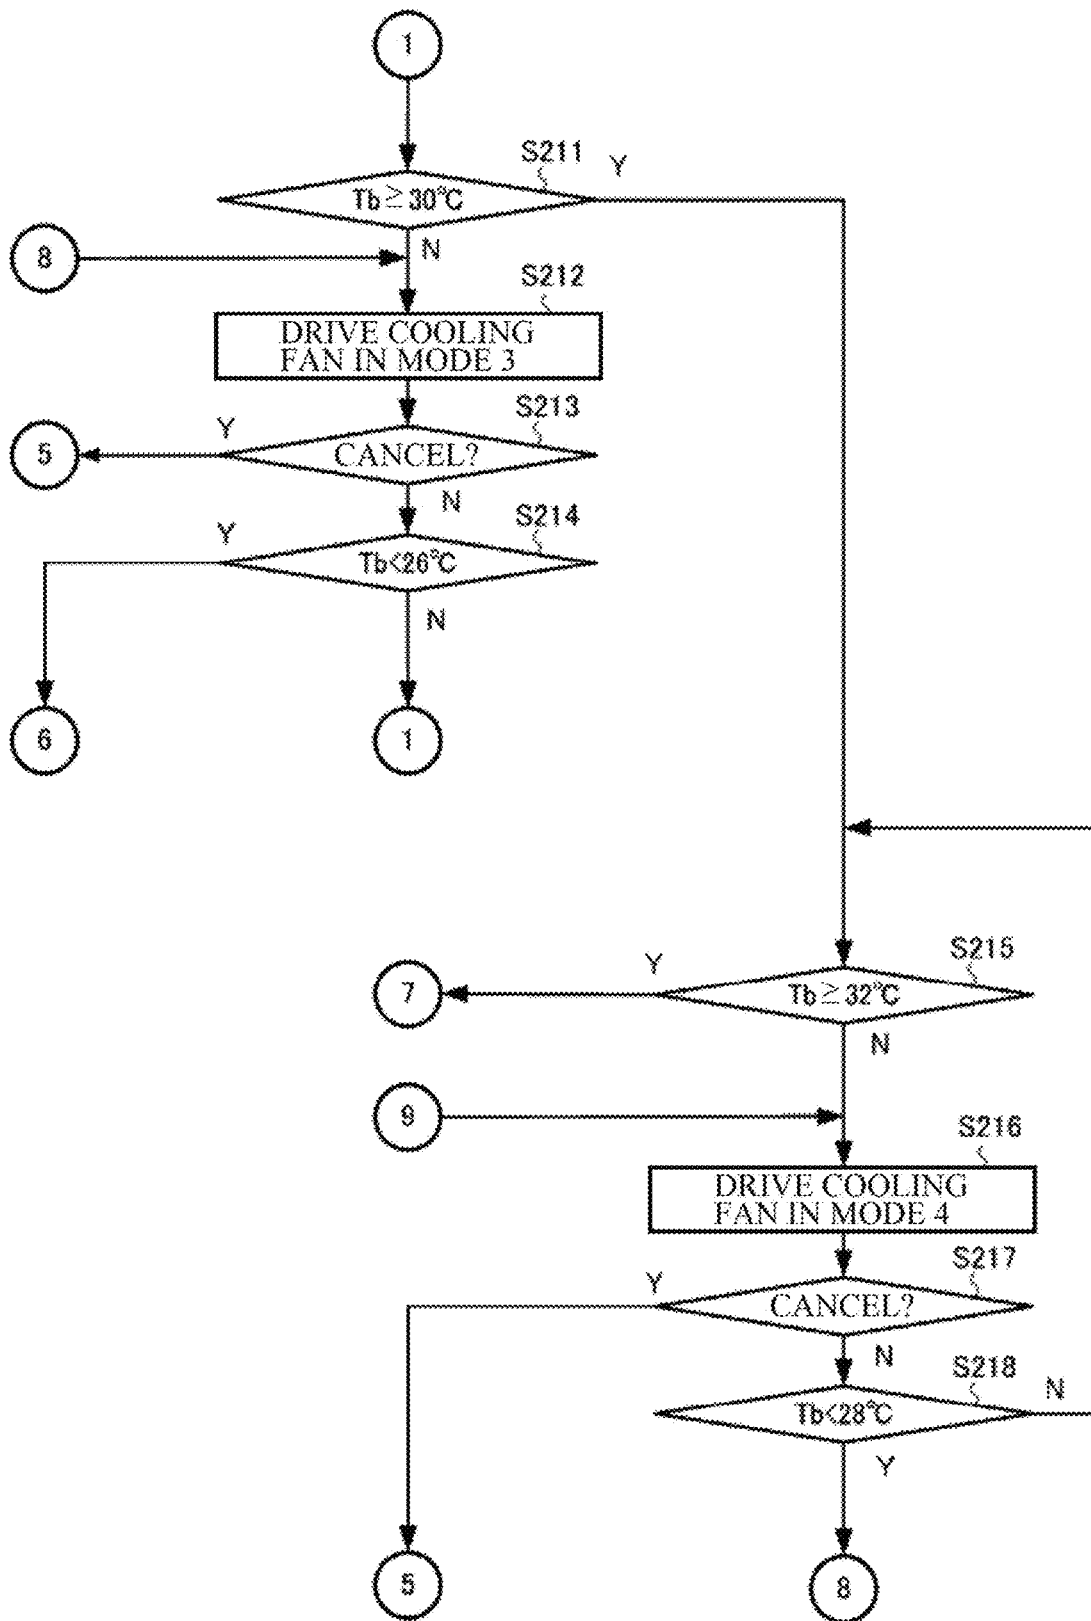 1
S211
Y
Tb≧30℃
N
8
S212
DRIVE COOLING
FAN IN MODE 3
S213
Y
5
CANCEL?
N
S214
Y
Tb<26℃
N
6
1
S215
Y
7
Tb≧32℃
N
9
S216
DRIVE COOLING
FAN IN MODE 4
S217
Y
CANCEL?
N
S218
N
Tb<28℃
Y
5
8